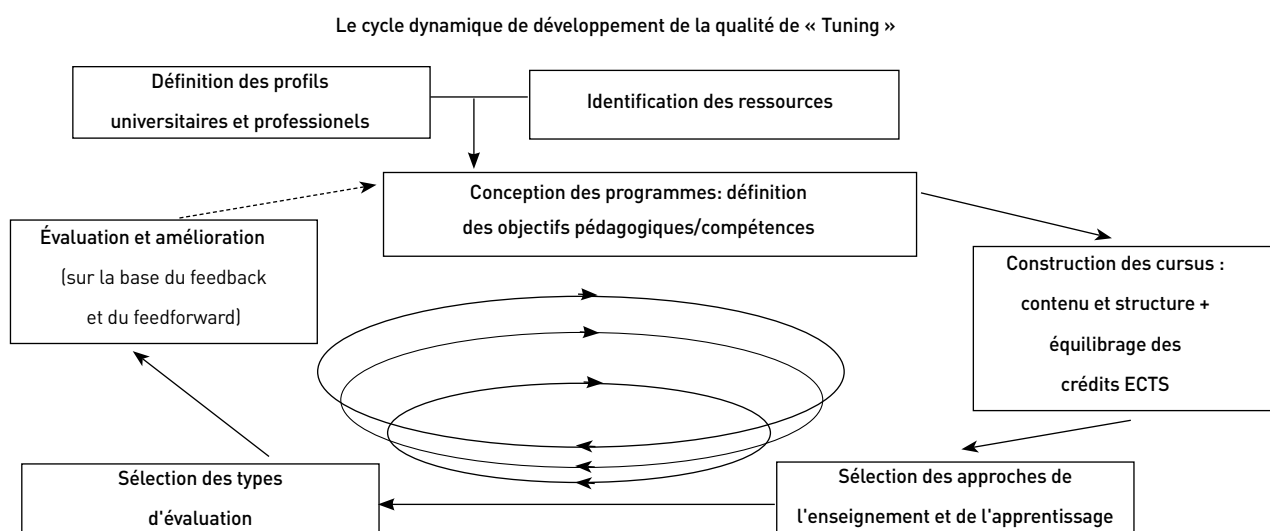 Le cycle dynamique de développement de la qualité de « Tuning »
Définition des profils
universitaires et professionels
Identification des ressources
Conception des programmes: définition
des objectifs pédagogiques/compétences
Évaluation et amélioration
(sur la base du feedback
et du feedforward)
Construction des cursus :
contenu et structure +
équilibrage des
crédits ECTS
Sélection des types
d'évaluation
Sélection des approches de
l'enseignement et de l'apprentissage